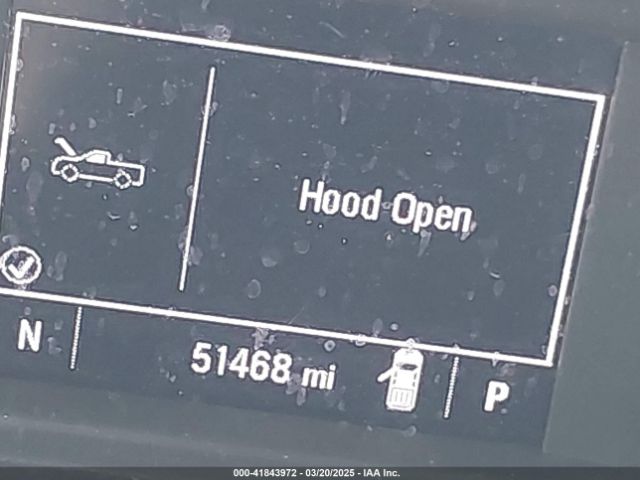 Hood Open
N 51468 mi P
000-41843972 - 03/20/2025 - IAA Inc.